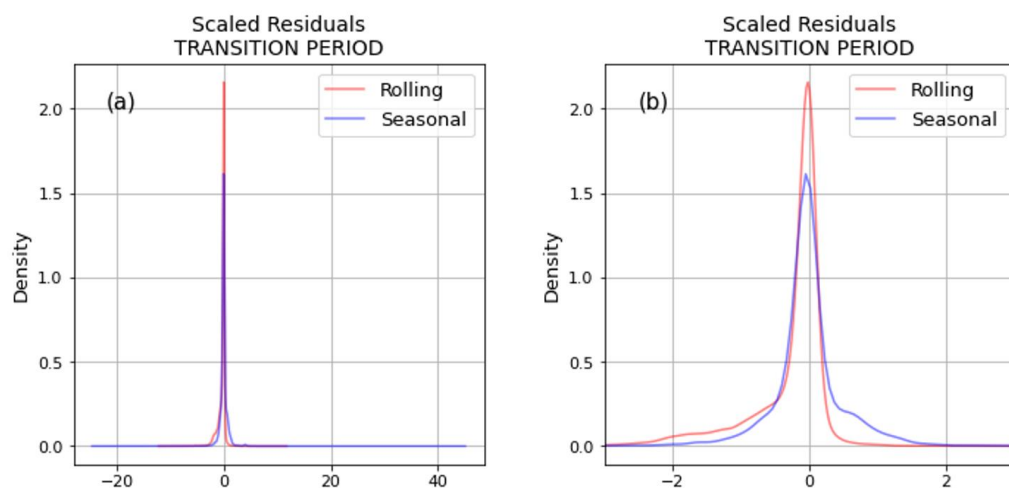 Scaled Residuals
TRANSITION PERIOD
(a)
Rolling
Seasonal
Density
2.0
1.5
1.0
0.5
0.0
−20
0
20
40
Scaled Residuals
TRANSITION PERIOD
(b)
Rolling
Seasonal
Density
2.0
1.5
1.0
0.5
0.0
−2
0
2